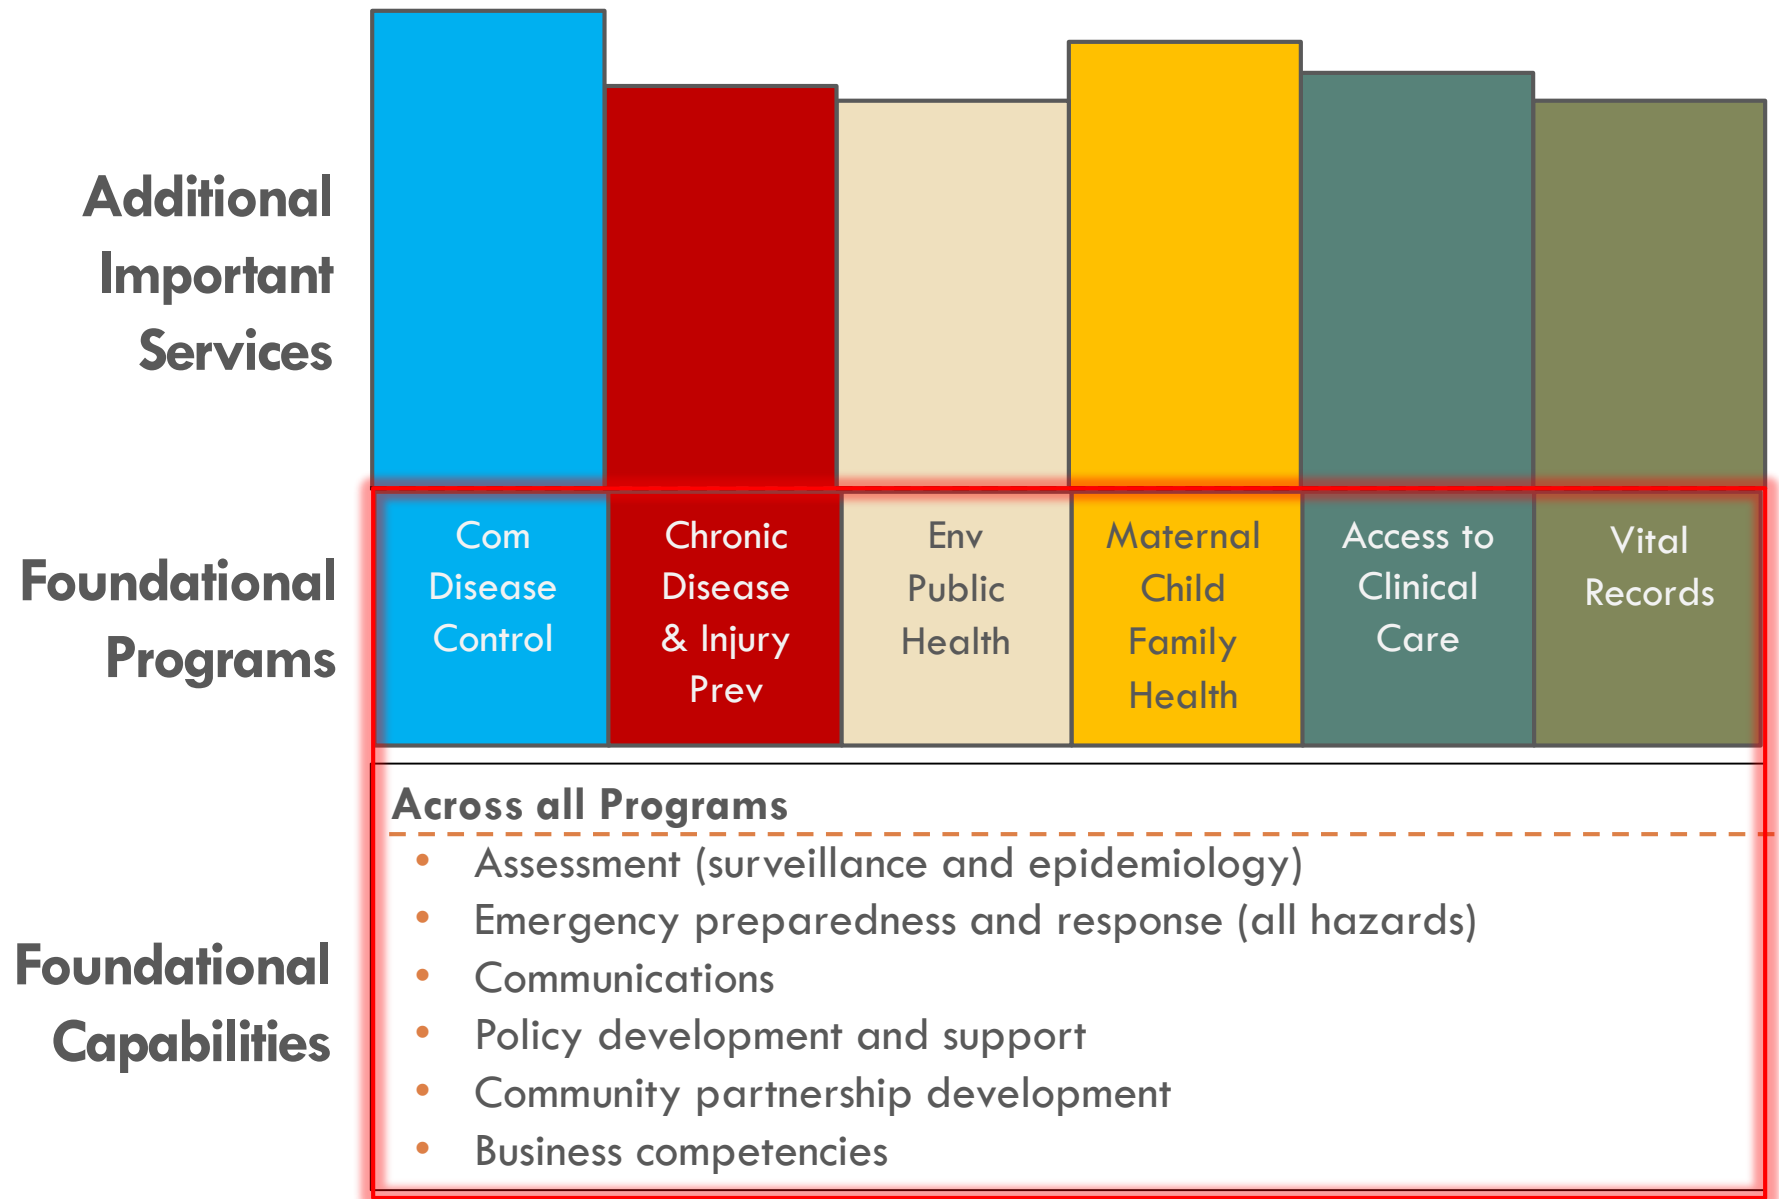 Additional
Important
Services
Foundational
Programs
Com
Disease
Control
Chronic
Disease
& Injury
Prev
Env
Public
Health
Maternal
Child
Family
Health
Access to
Clinical
Care
Vital
Records
Foundational
Capabilities
Across all Programs
• Assessment (surveillance and epidemiology)
• Emergency preparedness and response (all hazards)
• Communications
• Policy development and support
• Community partnership development
• Business competencies